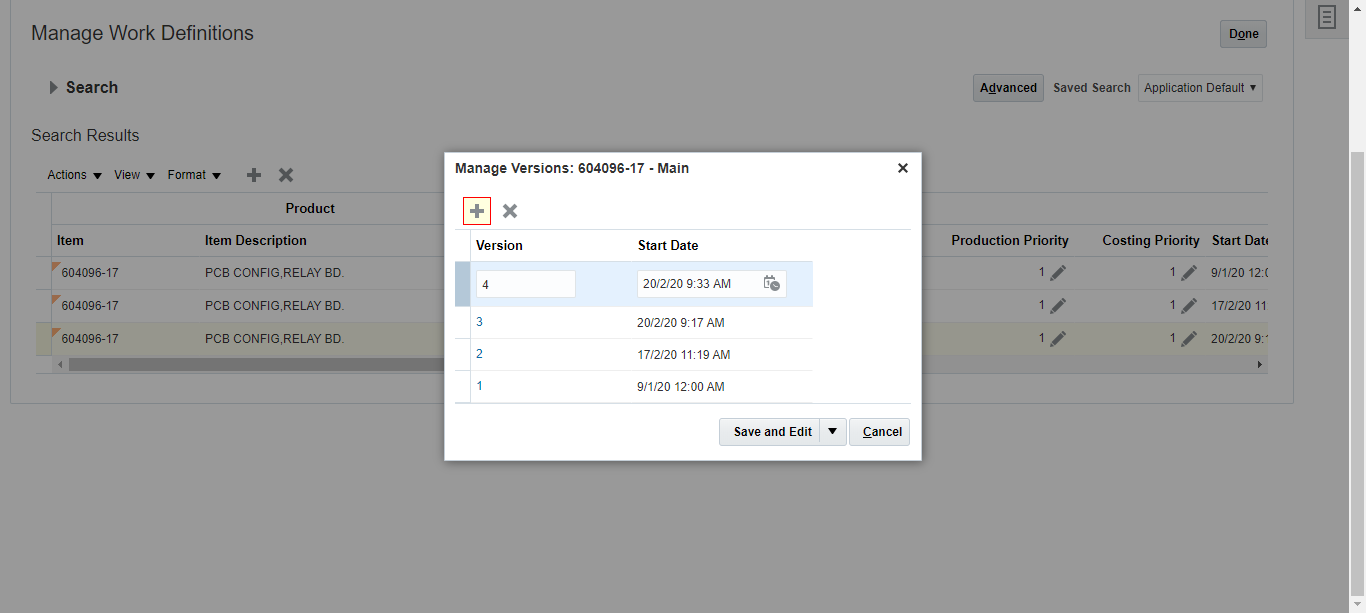 Manage Work Definitions
Done
Search
Advanced Saved Search Application Default
Search Results
Actions View Format
Product
Item Item Description Production Priority Costing Priority Start Date
604096-17 PCB CONFIG,RELAY BD. 1 1 9/1/20 12:0
604096-17 PCB CONFIG,RELAY BD. 1 1 17/2/20 11
604096-17 PCB CONFIG,RELAY BD. 1 1 20/2/20 9:1
Manage Versions: 604096-17 - Main
Version Start Date
4 20/2/20 9:33 AM
3 20/2/20 9:17 AM
2 17/2/20 11:19 AM
1 9/1/20 12:00 AM
Save and Edit Cancel